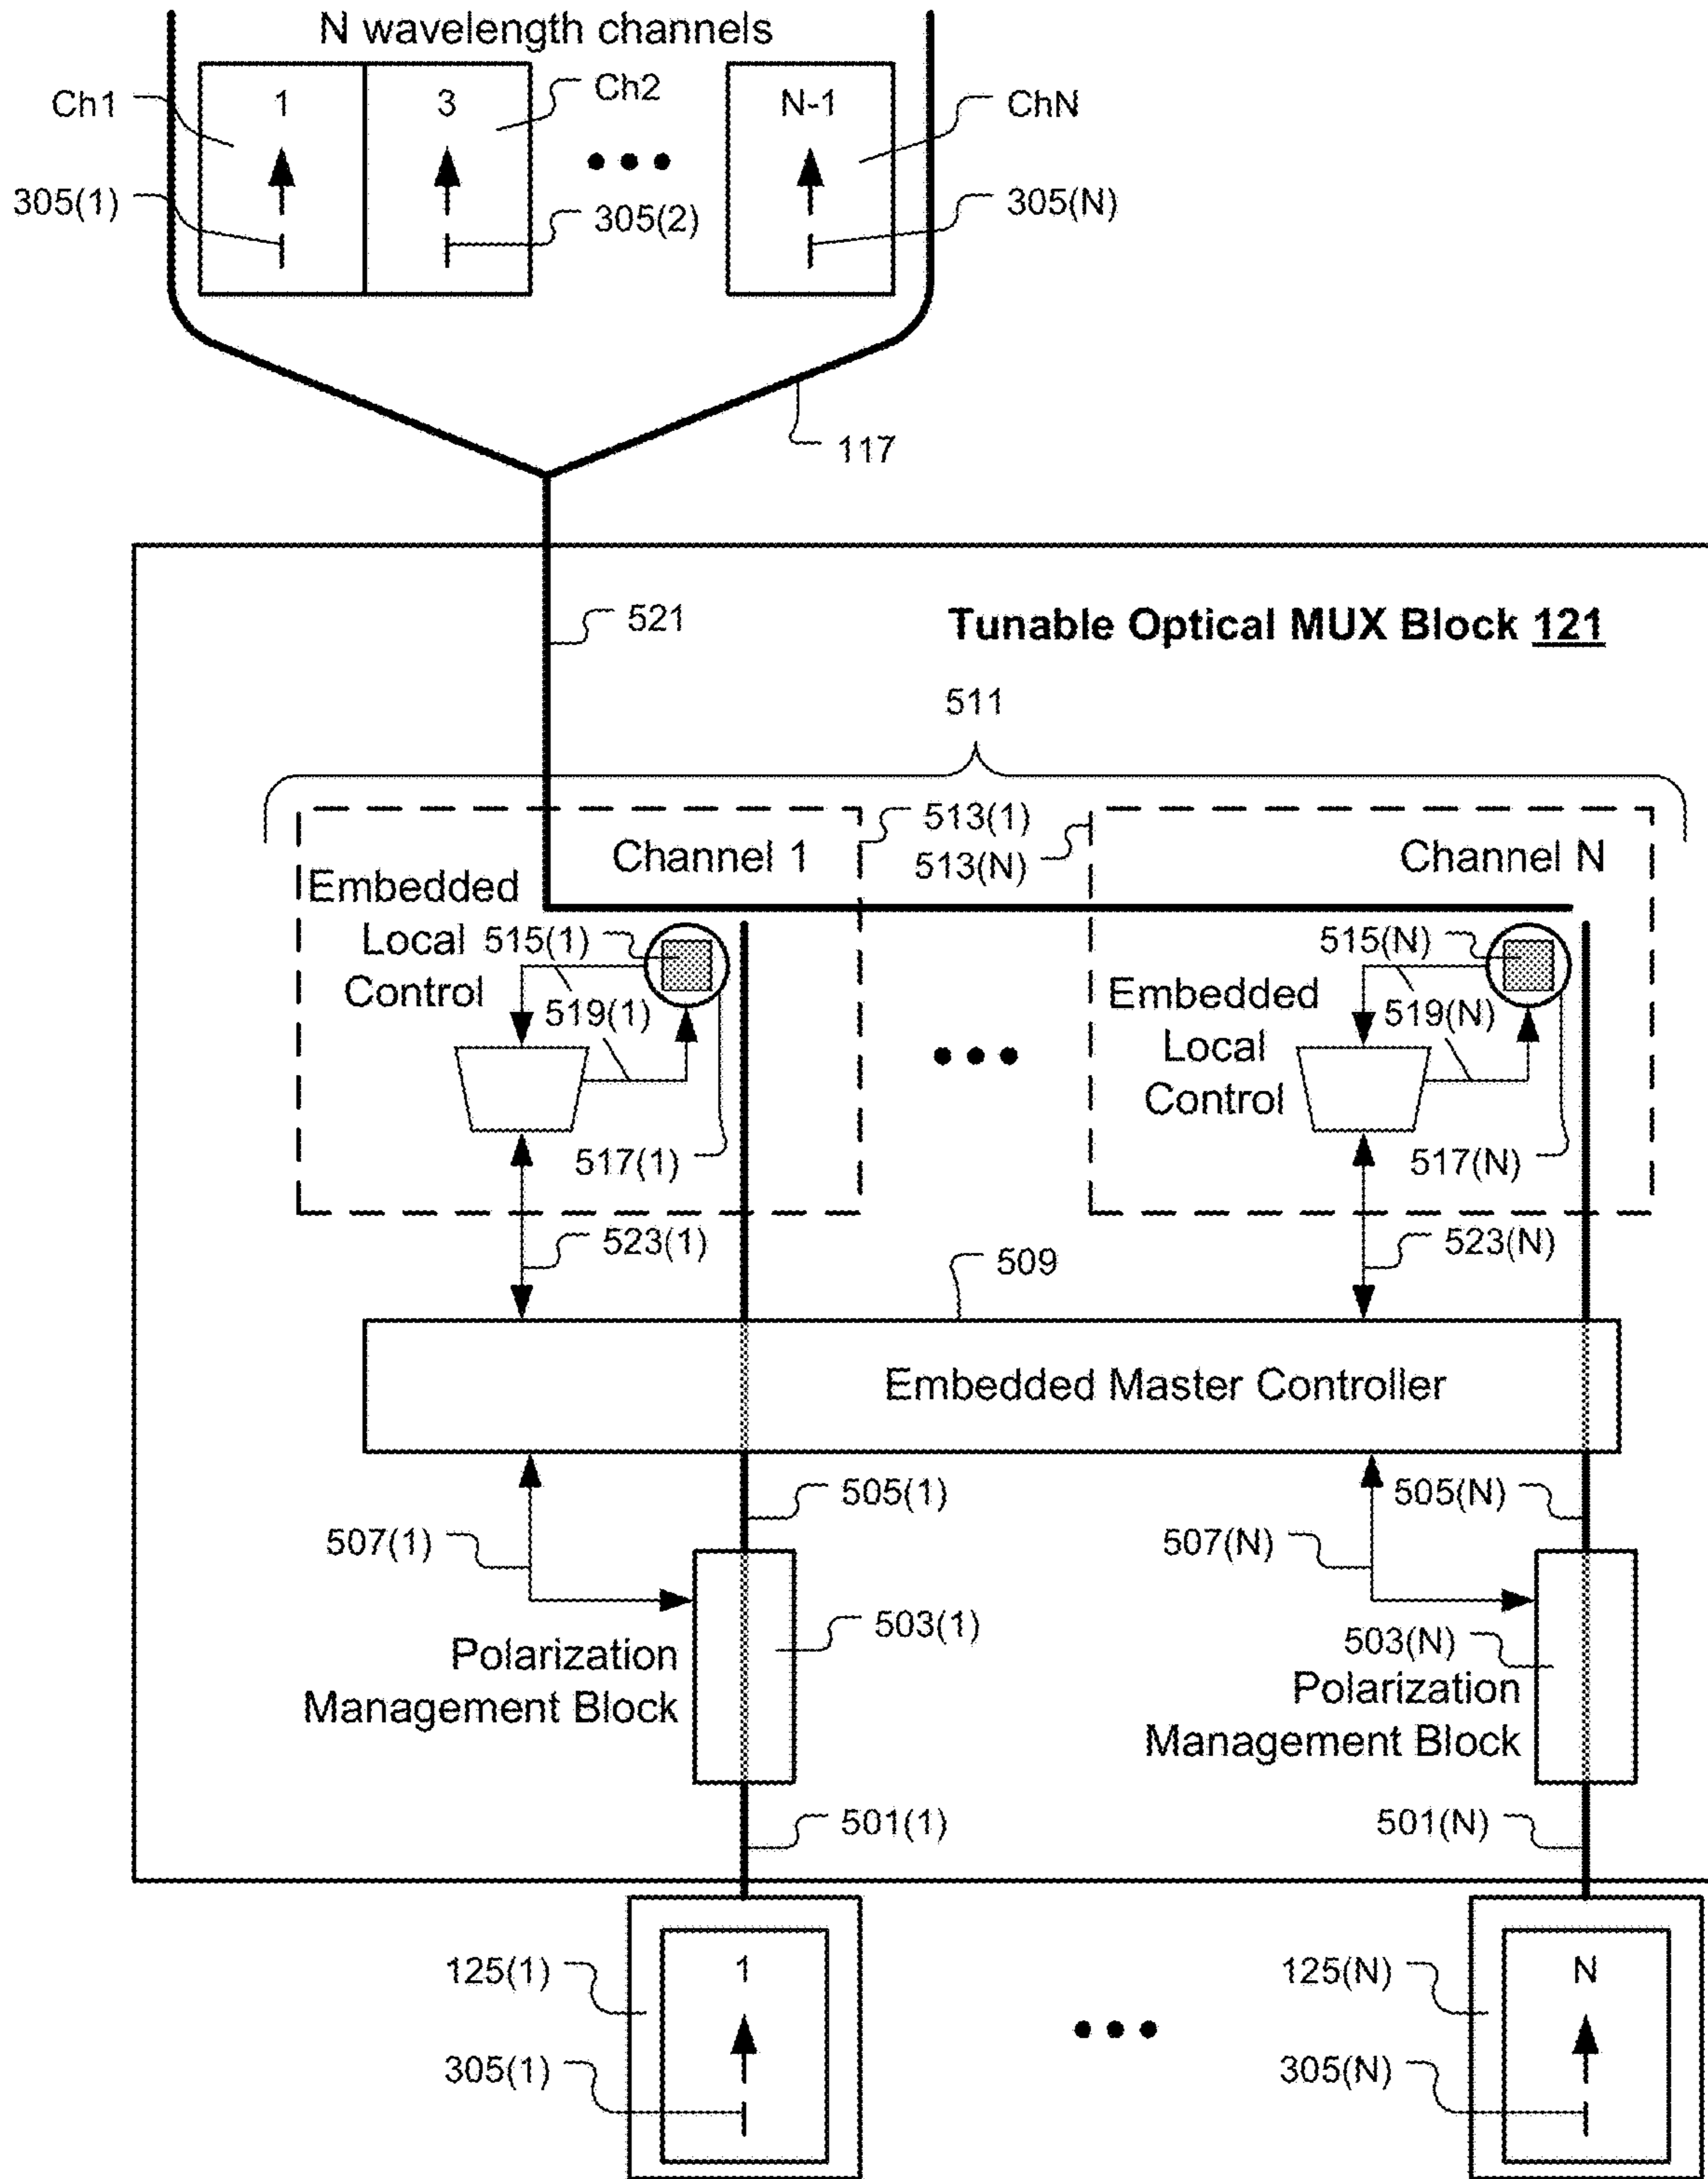 N wavelength channels
Ch1
1
3
Ch2
N-1
ChN
305(1)
305(2)
305(N)
117
521
Tunable Optical MUX Block 121
511
513(1)
513(N)
Channel 1
Channel N
Embedded
Local
Control
515(1)
519(1)
517(1)
515(N)
Embedded
Local
Control
519(N)
517(N)
523(1)
523(N)
509
Embedded Master Controller
505(1)
505(N)
507(1)
507(N)
503(1)
503(N)
Polarization
Management Block
Polarization
Management Block
501(1)
501(N)
125(1)
1
125(N)
N
305(1)
305(N)